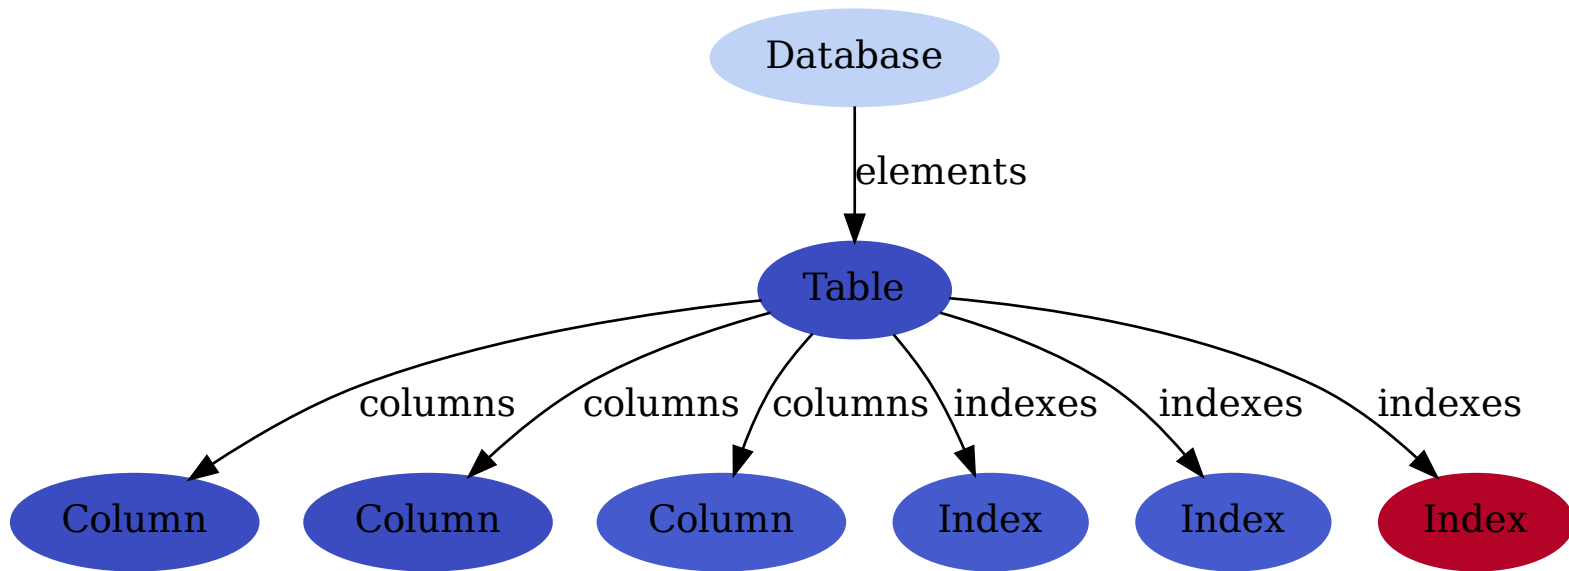 Database
elements
Table
columns columns columns indexes indexes indexes
Column Column Column Index Index Index